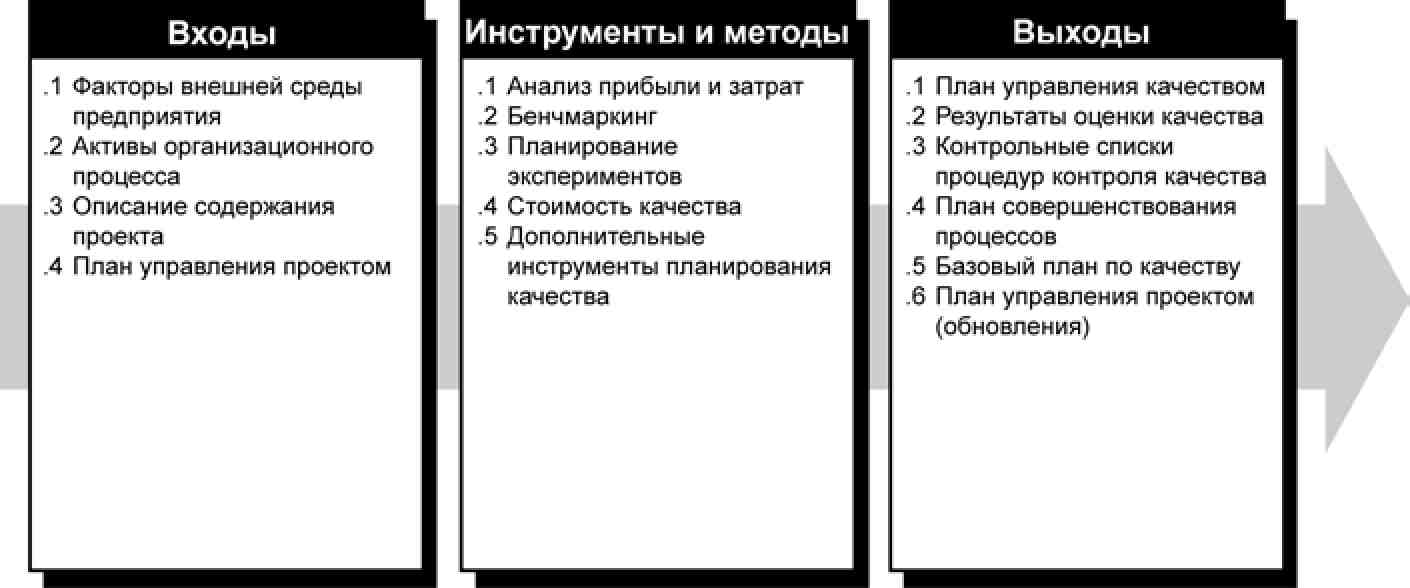 Входы
.1 Факторы внешней среды
предприятия
.2 Активы организационного
процесса
.3 Описание содержания
проекта
.4 План управления проектом
Инструменты и методы
.1 Анализ прибыли и затрат
.2 Бенчмаркинг
.3 Планирование
экспериментов
.4 Стоимость качества
.5 Дополнительные
инструменты планирования
качества
Выходы
.1 План управления качеством
.2 Результаты оценки качества
.3 Контрольные списки
процедур контроля качества
.4 План совершенствования
процессов
.5 Базовый план по качеству
.6 План управления проектом
(обновления)